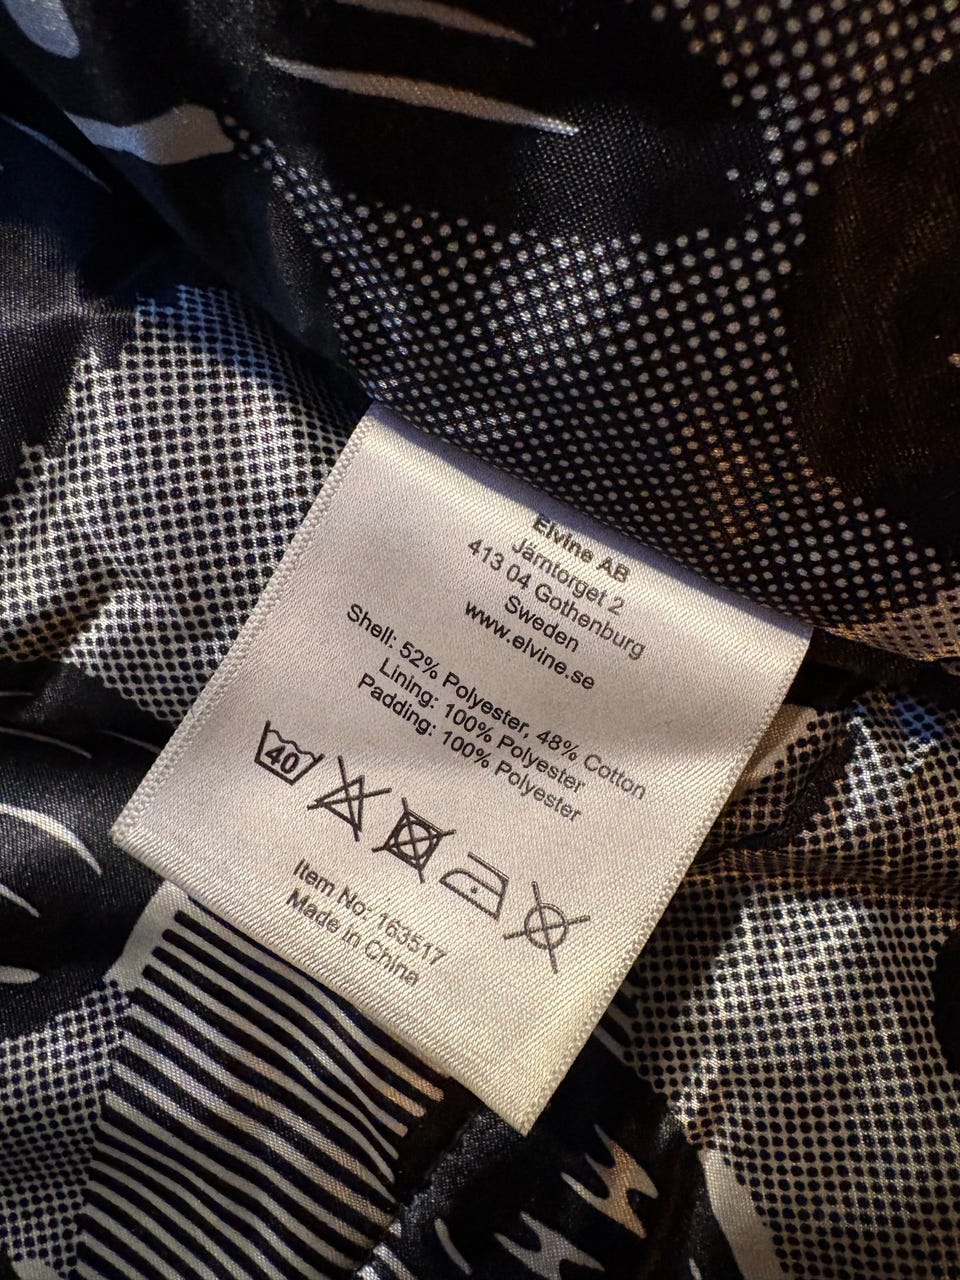 Elvine AB
Järntorget 2
413 04 Gothenburg
Sweden
www.elvine.se
Shell: 52% Polyester, 48% Cotton
Lining: 100% Polyester
Padding: 100% Polyester
40
Item No: 163517
Made in China